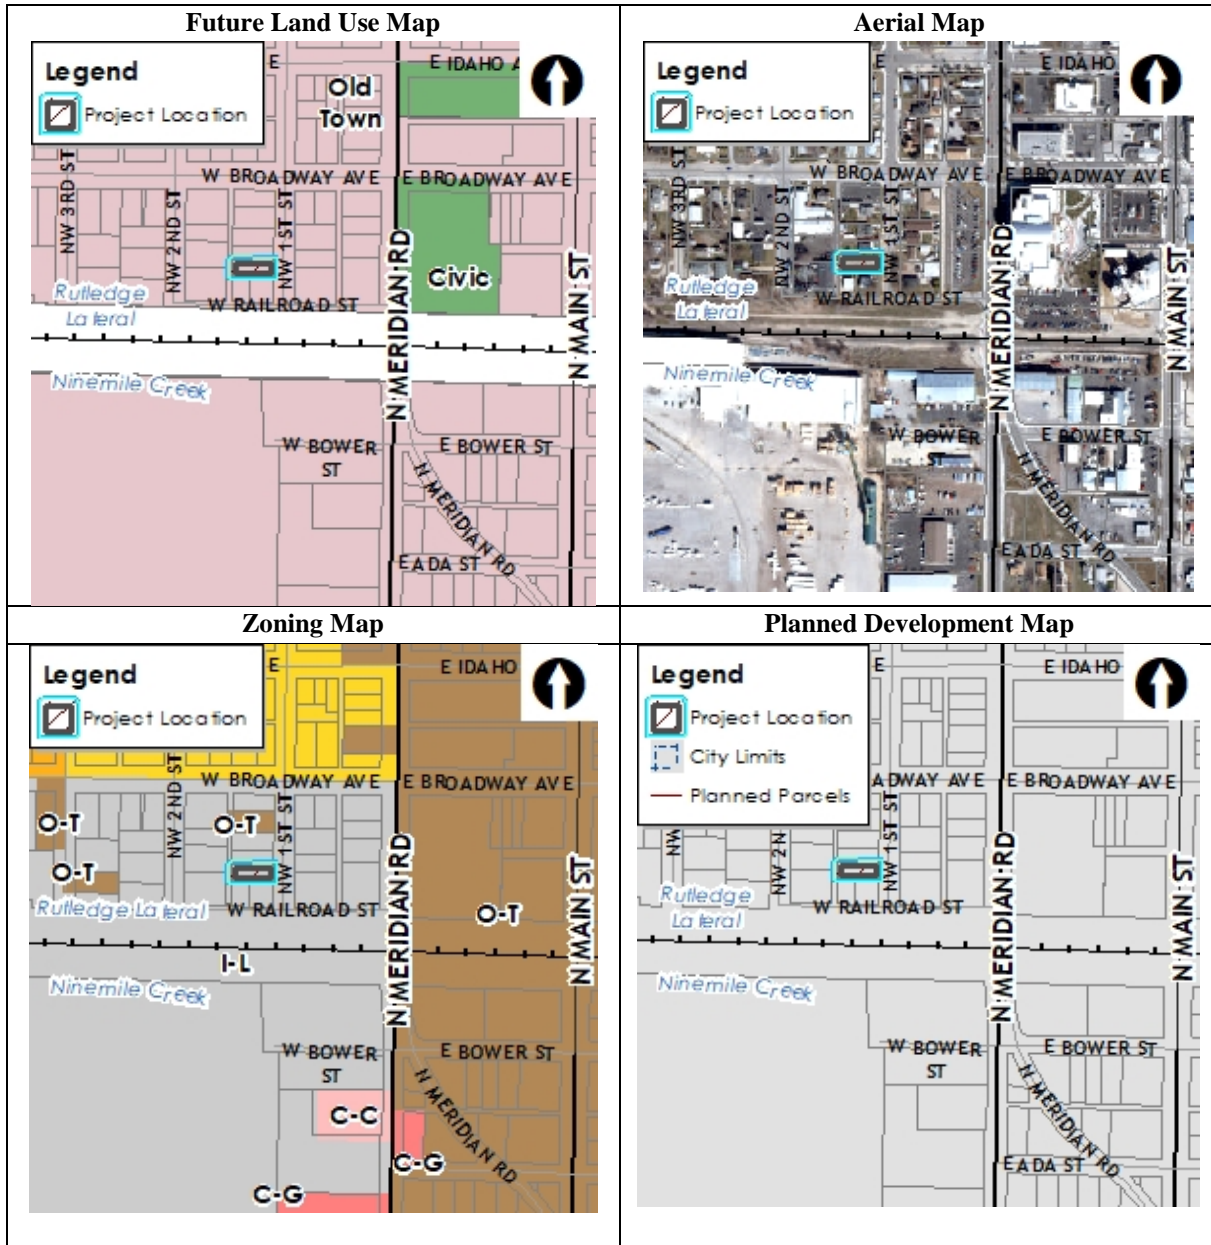 Future Land Use Map
Legend
Project Location
E
E IDAHO A
Old
Town
NW 3RD ST
W BROADWAY AVE
E BROADWAY AVE
NW 2ND ST
NW 1ST ST
N MERIDIAN RD
Civic
Rutledge
Lateral
W RAILROAD ST
N MAIN ST
Ninemile Creek
W BOWER
ST
E BOWER ST
N MERIDIAN RD
E ADA ST
Aerial Map
Legend
Project Location
E
E IDAHO
NW 3RD ST
W BROADWAY AVE
E BROADWAY AVE
NW 2ND ST
NW 1ST ST
N MERIDIAN RD
Rutledge
Lateral
W RAILROAD ST
N MAIN ST
Ninemile Creek
W BOWER
ST
E BOWER ST
N MERIDIAN RD
E ADA ST
Zoning Map
Legend
Project Location
E
E IDAHO
NW 2ND ST
W BROADWAY AVE
E BROADWAY AVE
O-T
O-T
NW 1ST ST
O-T
N MERIDIAN RD
Rutledge Lateral
W RAILROAD ST
O-T
N MAIN ST
I-L
Ninemile Creek
W BOWER
ST
E BOWER ST
N MERIDIAN RD
C-C
C-G
C-G
Planned Development Map
Legend
Project Location
City Limits
Planned Parcels
E
E IDAHO
ADWAY AVE
E BROADWAY AVE
NW
NW 2N
NW 1ST ST
N MERIDIAN RD
Rutledge
Lateral
W RAILROAD ST
N MAIN ST
Ninemile Creek
W BOWER
ST
E BOWER ST
N MERIDIAN RD
E ADA ST